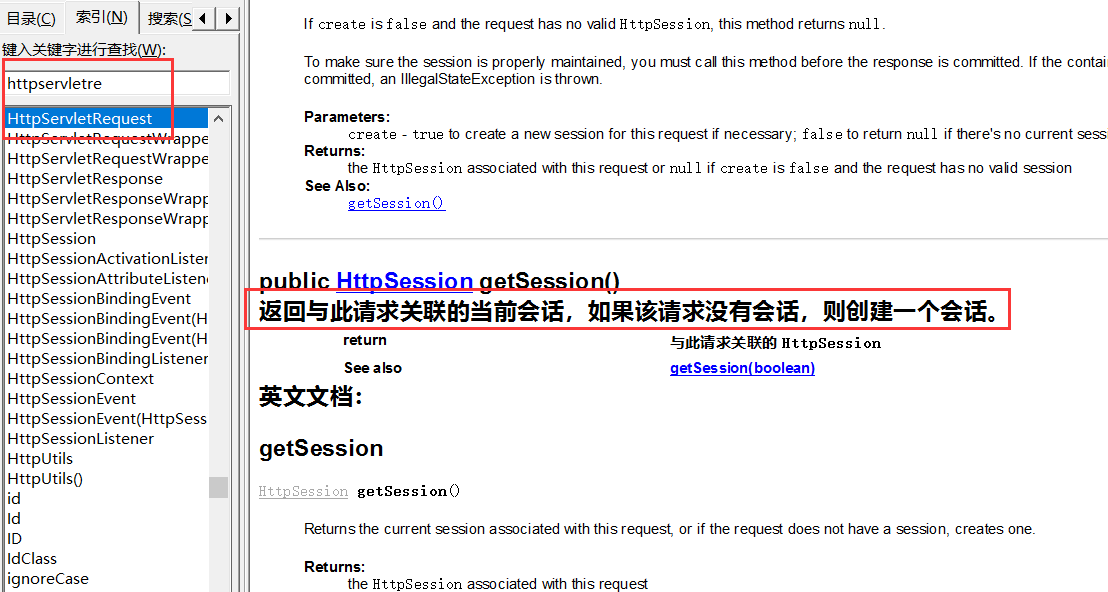 目录(C)
索引(N)
搜索(S
键入关键字进行查找(W):
httpservletre
HttpServletRequest
HttpServletRequestWrappe
HttpServletRequestWrappe
HttpServletResponse
HttpServletResponseWrapp
HttpServletResponseWrapp
HttpSession
HttpSessionActivationLister
HttpSessionAttributeListene
HttpSessionBindingEvent
HttpSessionBindingEvent(H
HttpSessionBindingEvent(H
HttpSessionBindingListener
HttpSessionContext
HttpSessionEvent
HttpSessionEvent(HttpSess
HttpSessionListener
HttpUtils
HttpUtils()
id
Id
ID
IdClass
ignoreCase
If create is false and the request has no valid HttpSession, this method returns null.
To make sure the session is properly maintained, you must call this method before the response is committed. If the contai
committed, an IllegalStateException is thrown.
Parameters:
create - true to create a new session for this request if necessary; false to return null if there's no current sessi
Returns:
the HttpSession associated with this request or null if create is false and the request has no valid session
See Also:
getSession()
public HttpSession getSession()
返回与此请求关联的当前会话，如果该请求没有会话，则创建一个会话。
return 与此请求关联的 HttpSession
See also getSession(boolean)
英文文档：
getSession
HttpSession getSession()
Returns the current session associated with this request, or if the request does not have a session, creates one.
Returns:
the HttpSession associated with this request